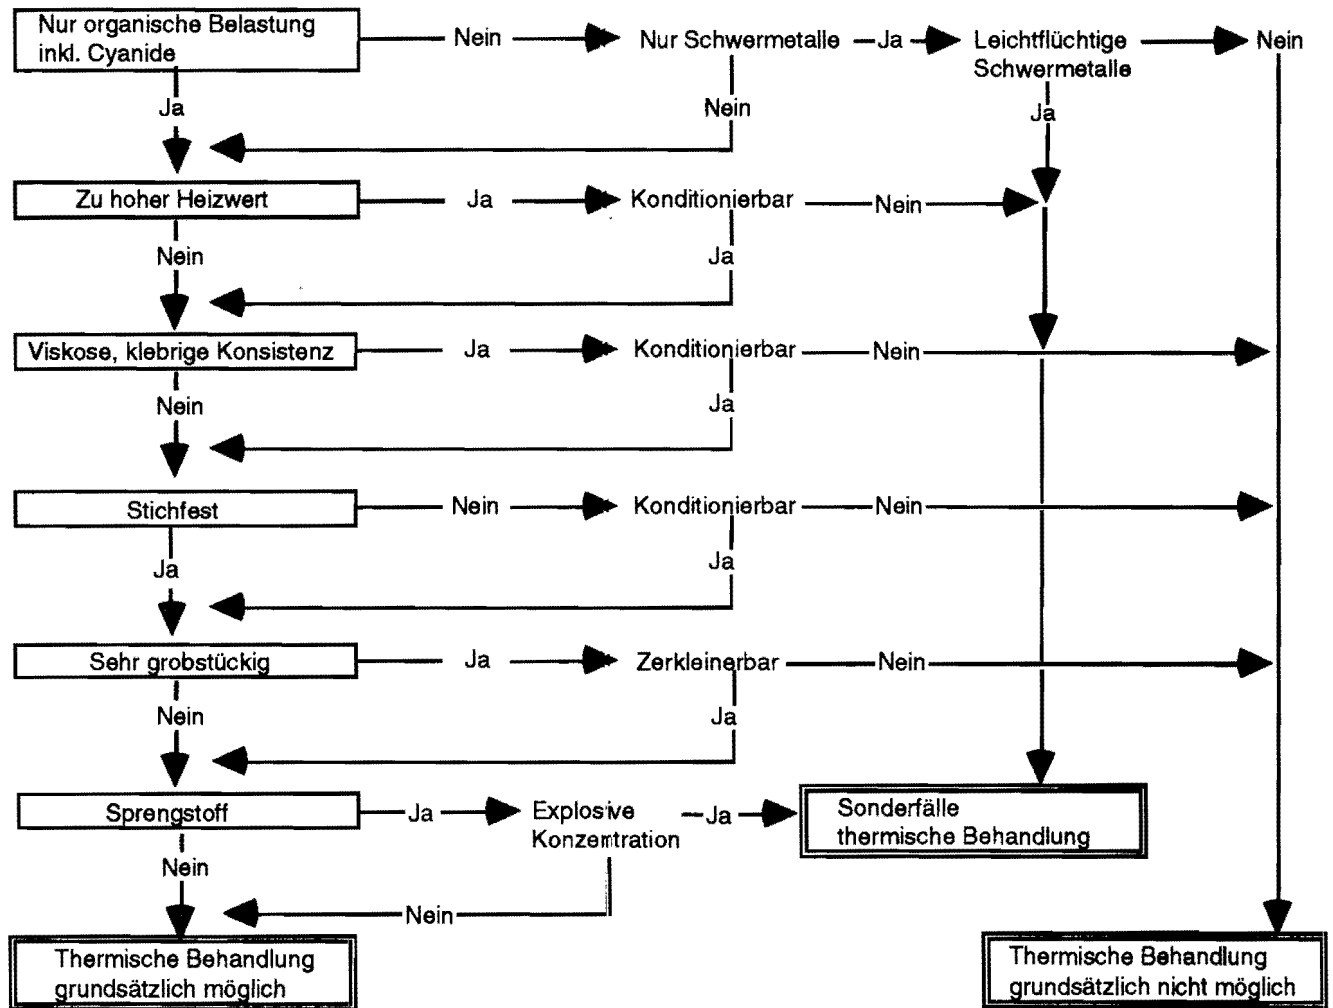 Nur organische Belastung
inkl. Cyanide
Nein
Nur Schwermetalle
Ja
Leichtflüchtige
Schwermetalle
Nein
Ja
Nein
Ja
Zu hoher Heizwert
Ja
Konditionierbar
Nein
Nein
Ja
Viskose, klebrige Konsistenz
Ja
Konditionierbar
Nein
Nein
Ja
Stichfest
Nein
Konditionierbar
Nein
Ja
Ja
Sehr grobstückig
Ja
Zerkleinerbar
Nein
Nein
Ja
Sprengstoff
Ja
Explosive
Konzentration
Ja
Sonderfälle
thermische Behandlung
Nein
Nein
Thermische Behandlung
grundsätzlich möglich
Thermische Behandlung
grundsätzlich nicht möglich